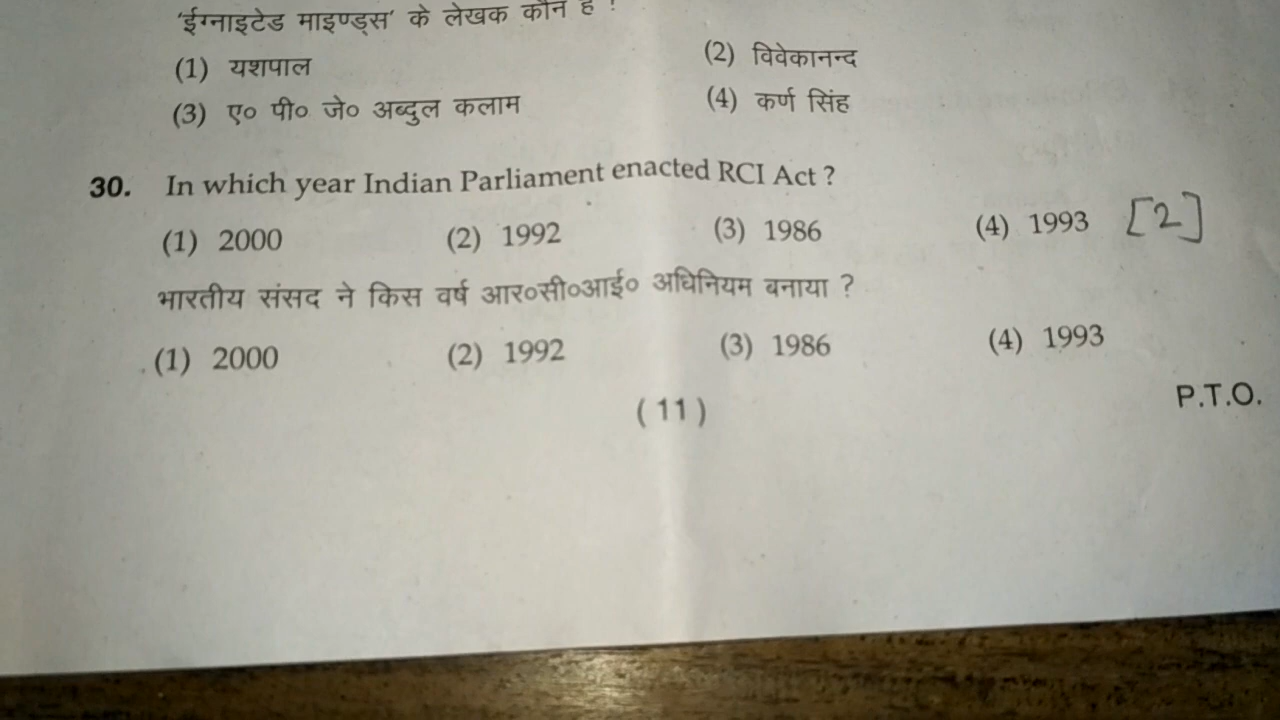 'ईग्नाइटेड माइण्ड्स' के लेखक कौन है ?
(1) यशपाल (2) विवेकानन्द
(3) ए० पी० जे० अब्दुल कलाम (4) कर्ण सिंह
30. In which year Indian Parliament enacted RCI Act ?
(1) 2000 (2) 1992 (3) 1986 (4) 1993 [2]
भारतीय संसद ने किस वर्ष आर०सी०आई० अधिनियम बनाया ?
(1) 2000 (2) 1992 (3) 1986 (4) 1993
(11)
P.T.O.